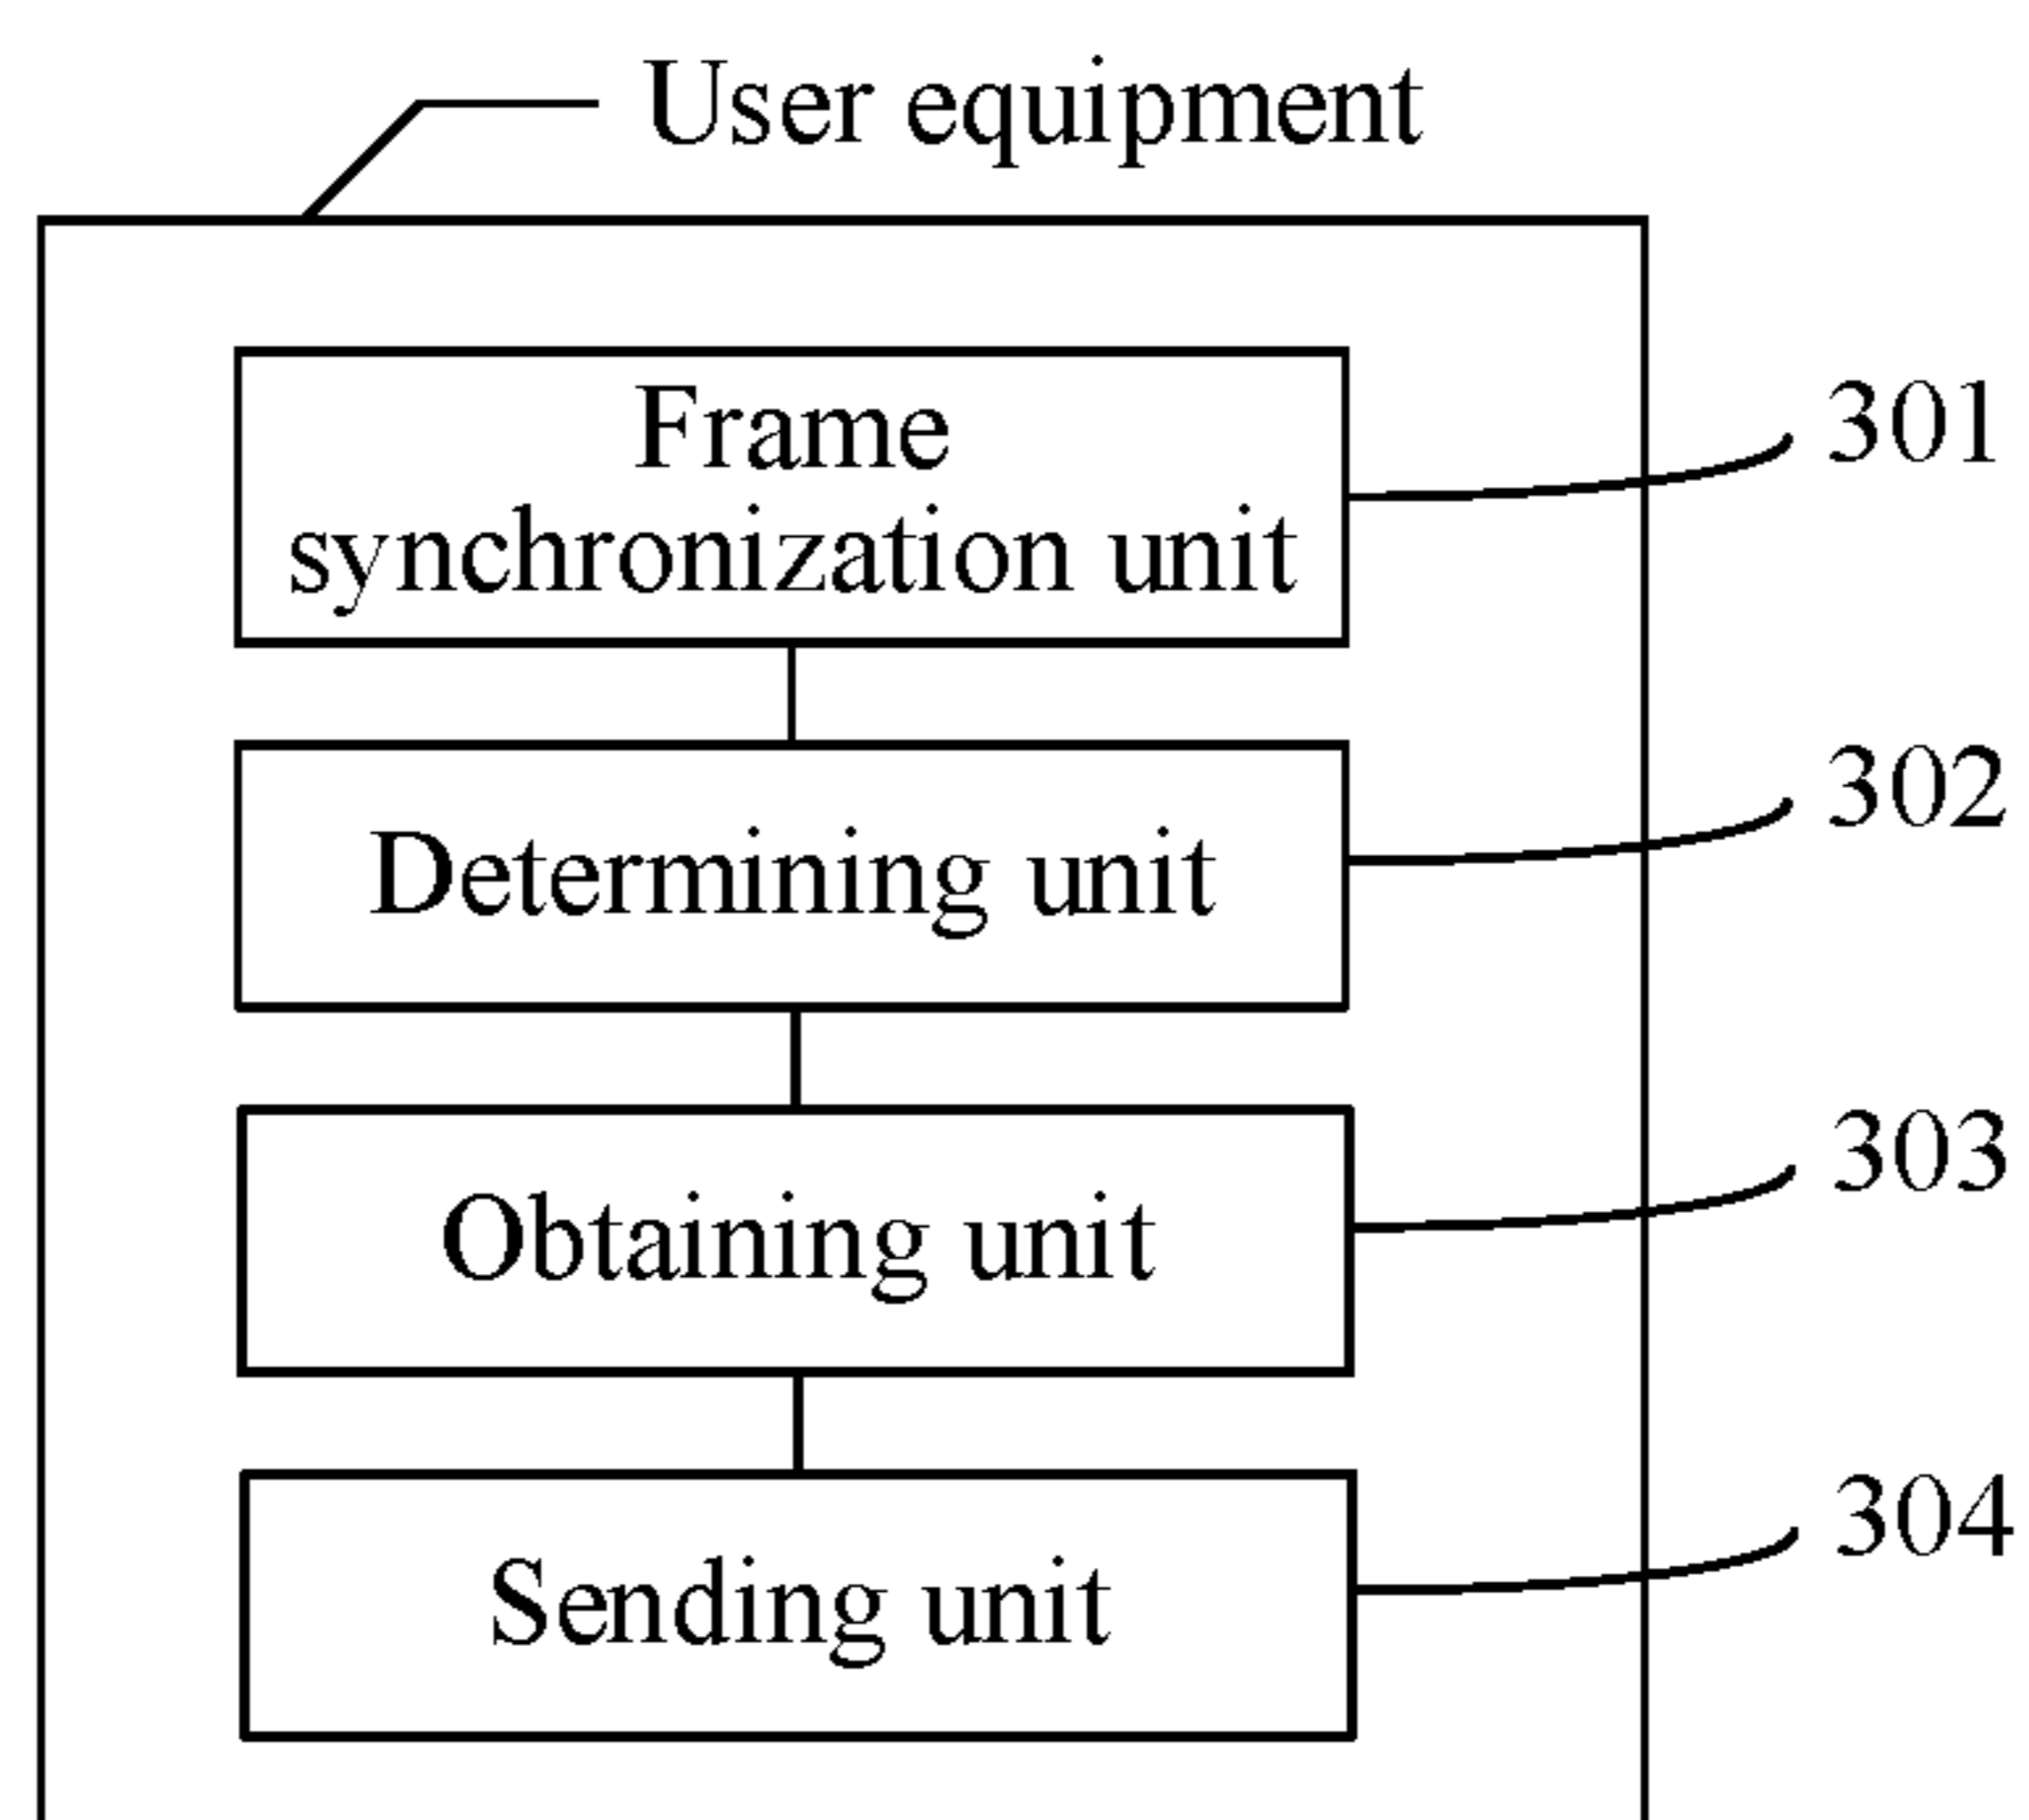 User equipment
Frame
synchronization unit
301
Determining unit
302
Obtaining unit
303
Sending unit
304